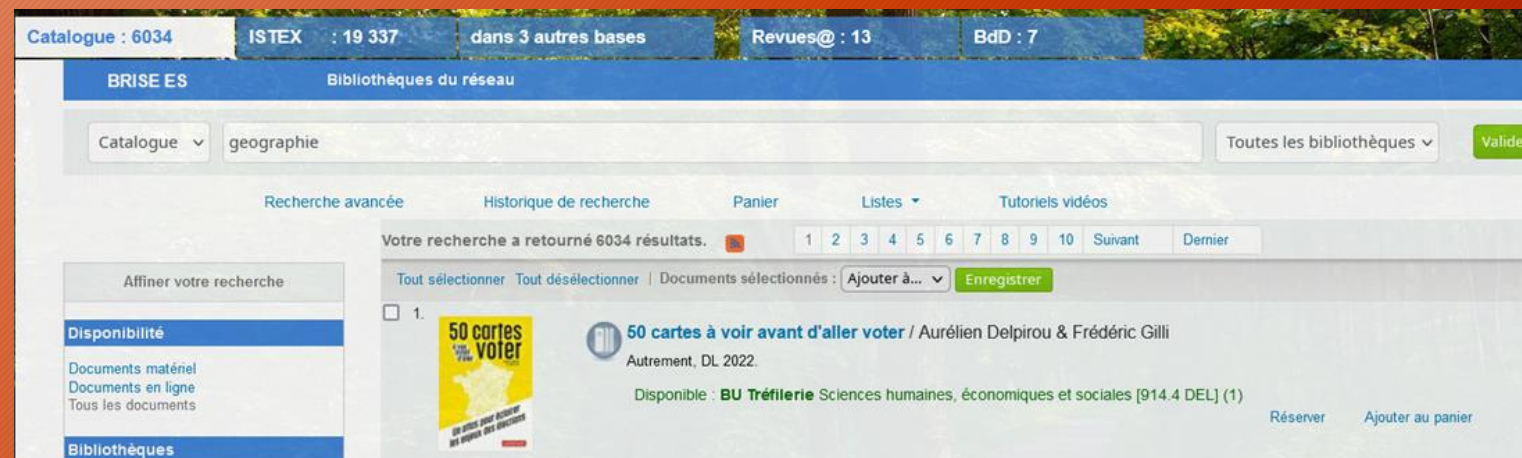 Catalogue : 6034 ISTEX : 19 337 dans 3 autres bases Revues@ : 13 BdD : 7
BRISE ES Bibliothèques du réseau
Catalogue geographie Toutes les bibliothèques Valide
Recherche avancée Historique de recherche Panier Listes Tutoriels vidéos
Votre recherche a retourné 6034 résultats. 1 2 3 4 5 6 7 8 9 10 Suivant Dernier
Affiner votre recherche
Tout sélectionner Tout désélectionner | Documents sélectionnés : Ajouter à... Enregistrer
Disponibilité
Documents matériel
Documents en ligne
Tous les documents
Bibliothèques
1.
50 cartes
voter
50 cartes à voir avant d'aller voter / Aurélien Delpirou & Frédéric Gilli
Autrement, DL 2022.
Disponible : BU Tréfilerie Sciences humaines, économiques et sociales [914.4 DEL] (1)
Réserver Ajouter au panier